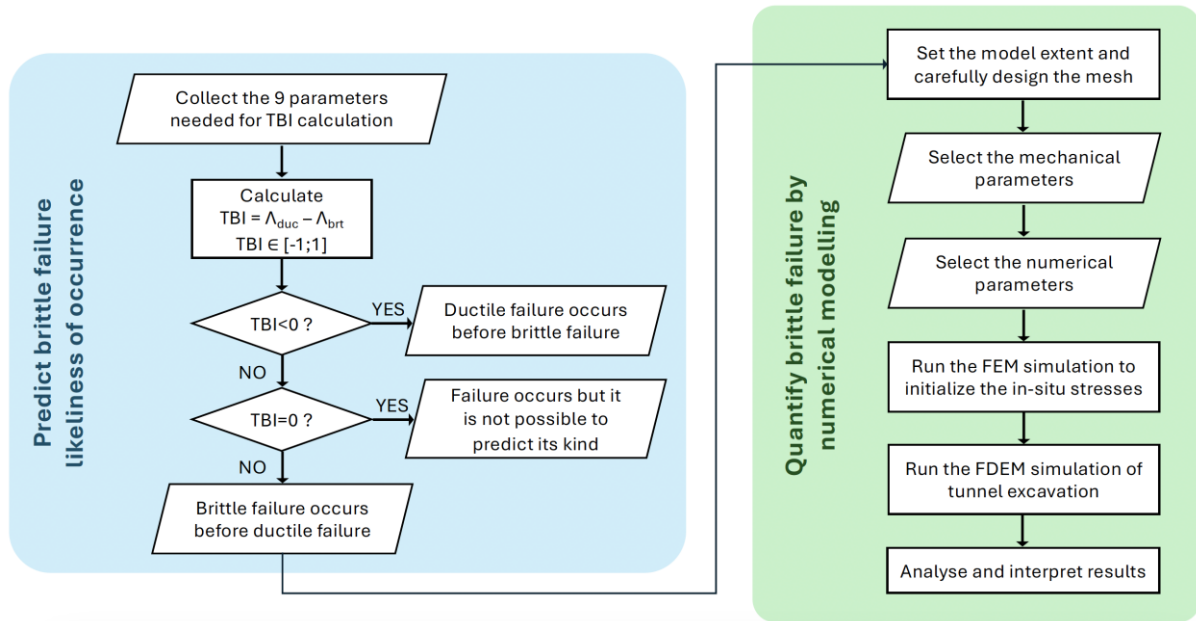 Predict brittle failure
likeliness of occurrence
Collect the 9 parameters
needed for TBI calculation
Calculate
TBI = Λduc – Λbrt
TBI ∈ [-1;1]
TBI<0 ?
YES
Ductile failure occurs
before brittle failure
NO
TBI=0 ?
YES
Failure occurs but it
is not possible to
predict its kind
NO
Brittle failure occurs
before ductile failure
Quantify brittle failure by
numerical modelling
Set the model extent and
carefully design the mesh
Select the mechanical
parameters
Select the numerical
parameters
Run the FEM simulation to
initialize the in-situ stresses
Run the FDEM simulation of
tunnel excavation
Analyse and interpret results